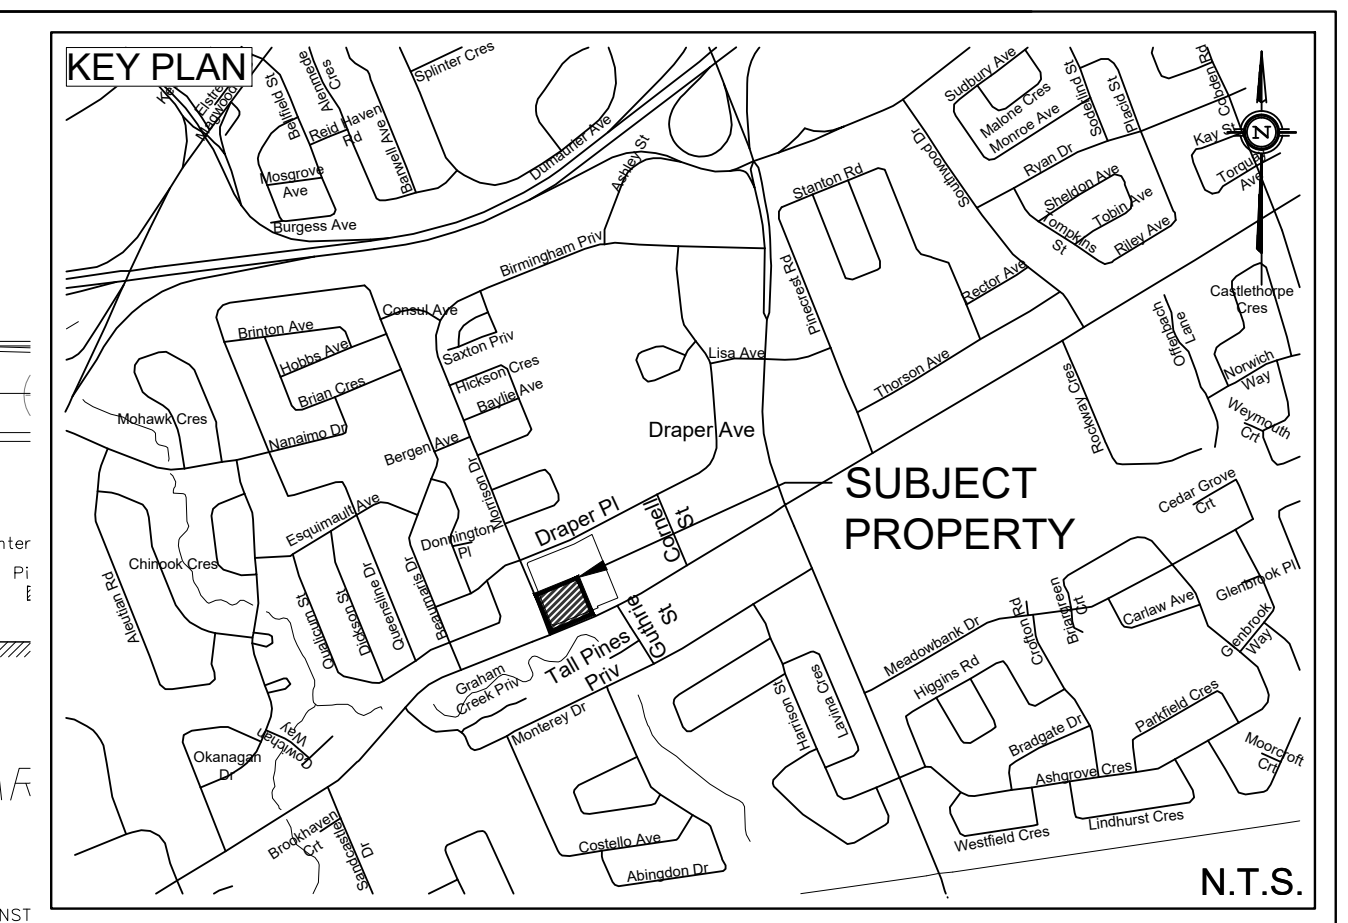 KEY PLAN
Splinter Cres
Bellfield St
Alenmede
Cres
Barwell Ave
Reid Haven
Rd
Mosgrove
Ave
Burgess Ave
Dumaurier Ave
Ashley St
Birmingham Priv
Sudbury Ave
Malone Cres
Monroe Ave
Soderlind St
Placid St
Cobden Rd
Kay St
Torquay
Ave
N
Southwood Dr
Ryan Dr
Sheldon Ave
Tobin Ave
Tompkins
St
Riley Ave
Stanton Rd
Pinecrest Rd
Rector Ave
Castlethorpe
Cres
Offenbach
Lane
Norwich
Way
Weymouth
Crt
Brinton Ave
Consul Ave
Hobbs Ave
Brian Cres
Nanaimo Dr
Mohawk Cres
Saxton Priv
Hickson Cres
Baylie Ave
Bergen Ave
Morrison Dr
Lisa Ave
Thorson Ave
Rockway Cres
Draper Ave
SUBJECT
PROPERTY
Draper Pl
Cornell
St
Esquimault Ave
Donnington
Pl
Chinook Cres
Aleutian Rd
Qualicum St
Dickson St
Queensline Dr
Beaumaris Dr
Cedar Grove
Crt
Glenbrook Pl
Glenbrook
Way
Carlaw Ave
Briargreen
Crt
Croydon Rd
Meadowbank Dr
Higgins Rd
Guthrie
St
Tall Pines
Priv
Graham
Creek Priv
Monterey Dr
Harrison St
Lavina Cres
Bradgate Dr
Parkfield Cres
Ashgrove Cres
Moorcroft
Crt
Okanagan
Dr
Cowichan
Way
Brookhaven
Crt
Sandcastle
Dr
Costello Ave
Abingdon Dr
Westfield Cres
Lindhurst Cres
N.T.S.
Pi
NST